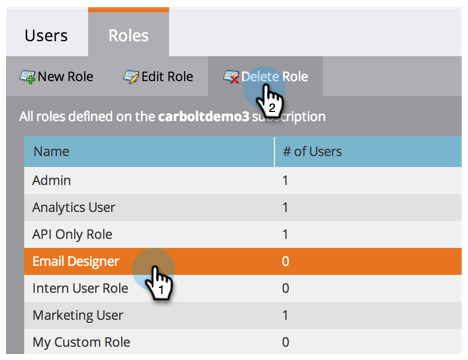 Users Roles
New Role Edit Role Delete Role
2
All roles defined on the carboltdemo3 subscription
Name # of Users
Admin 1
Analytics User 1
API Only Role 1
Email Designer 0
1
Intern User Role 0
Marketing User 1
My Custom Role 0